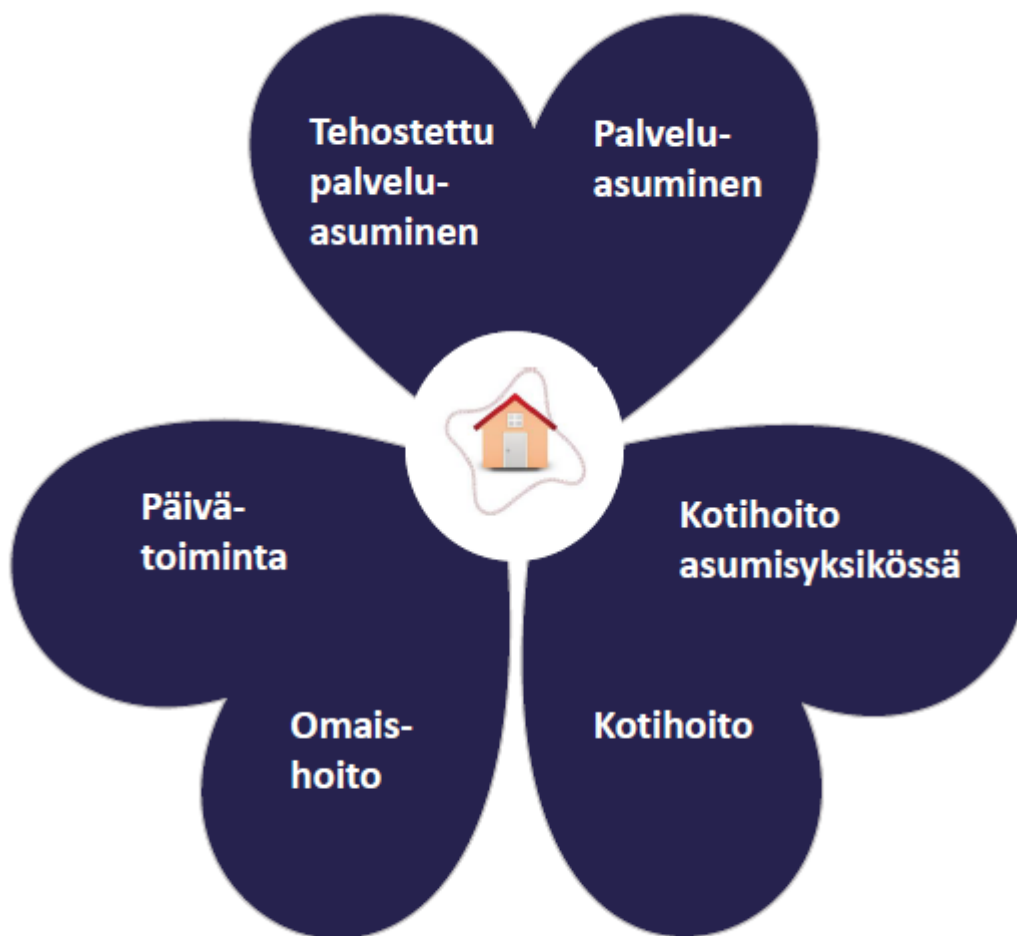 Tehostettu
palvelu-
asuminen
Palvelu-
asuminen
Päivä-
toiminta
Kotihoito
asumisyksikössä
Omais-
hoito
Kotihoito